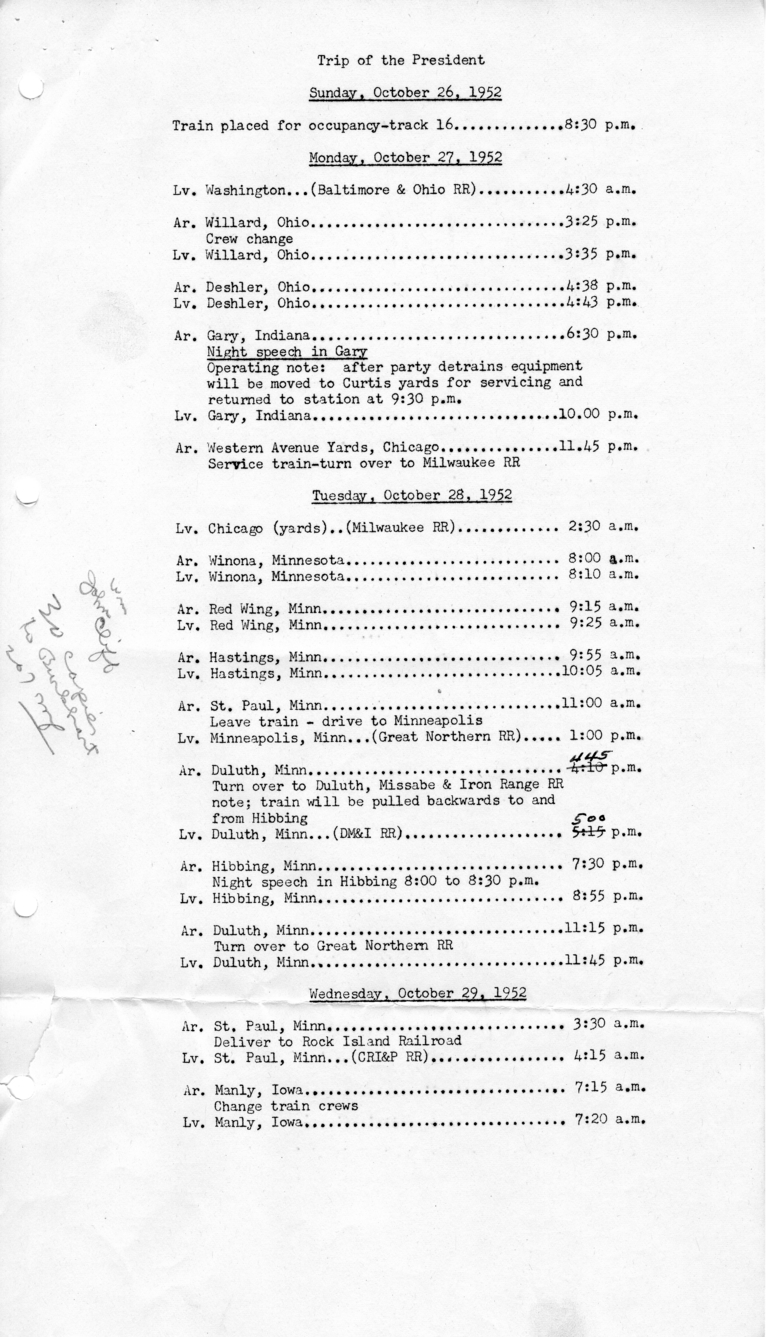 Trip of the President
Sunday, October 26, 1952
Train placed for occupancy-track 16..............8:30 p.m.
Monday, October 27, 1952
Lv. Washington...(Baltimore & Ohio RR)...........4:30 a.m.
Ar. Willard, Ohio................................3:25 p.m.
Crew change
Lv. Willard, Ohio................................3:35 p.m.
Ar. Deshler, Ohio................................4:38 p.m.
Lv. Deshler, Ohio................................4:43 p.m.
Ar. Gary, Indiana................................6:30 p.m.
Night speech in Gary
Operating note: after party detrains equipment
will be moved to Curtis yards for servicing and
returned to station at 9:30 p.m.
Lv. Gary, Indiana...............................10.00 p.m.
Ar. Western Avenue Yards, Chicago...............11.45 p.m.
Service train-turn over to Milwaukee RR
Tuesday, October 28, 1952
Lv. Chicago (yards)..(Milwaukee RR)............. 2:30 a.m.
Ar. Winona, Minnesota........................... 8:00 a.m.
Lv. Winona, Minnesota........................... 8:10 a.m.
Ar. Red Wing, Minn.............................. 9:15 a.m.
Lv. Red Wing, Minn.............................. 9:25 a.m.
Ar. Hastings, Minn.............................. 9:55 a.m.
Lv. Hastings, Minn..............................10:05 a.m.
Ar. St. Paul, Minn..............................11:00 a.m.
Leave train - drive to Minneapolis
Lv. Minneapolis, Minn...(Great Northern RR)..... 1:00 p.m.
445
Ar. Duluth, Minn................................ 4:10 p.m.
Turn over to Duluth, Missabe & Iron Range RR
note; train will be pulled backwards to and
from Hibbing
500
Lv. Duluth, Minn...(DM&I RR).................... 5:15 p.m.
Ar. Hibbing, Minn............................... 7:30 p.m.
Night speech in Hibbing 8:00 to 8:30 p.m.
Lv. Hibbing, Minn............................... 8:55 p.m.
Ar. Duluth, Minn................................11:15 p.m.
Turn over to Great Northern RR
Lv. Duluth, Minn................................11:45 p.m.
Wednesday, October 29, 1952
Ar. St. Paul, Minn.............................. 3:30 a.m.
Deliver to Rock Island Railroad
Lv. St. Paul, Minn...(CRI&P RR)................. 4:15 a.m.
Ar. Manly, Iowa................................. 7:15 a.m.
Change train crews
Lv. Manly, Iowa................................. 7:20 a.m.
John
30 copies
to
207